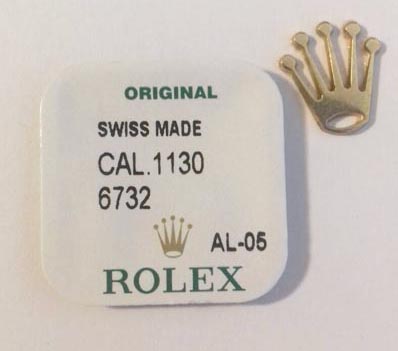 ORIGINAL
SWISS MADE
CAL.1130
6732
AL-05
ROLEX